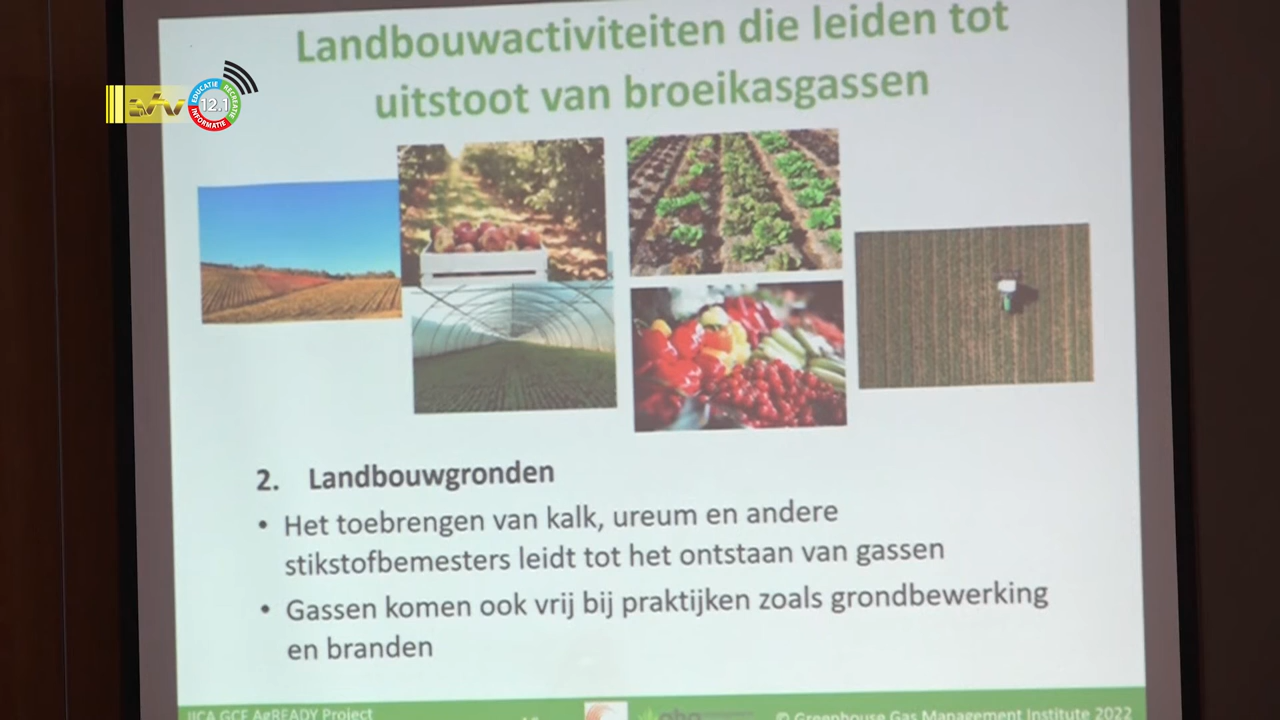 Landbouwactiviteiten die leiden tot
uitstoot van broeikasgassen
EDUCATIE
RECREATIE
INFORMATIE
12.1
2. Landbouwgronden
• Het toebrengen van kalk, ureum en andere
stikstofbemesters leidt tot het ontstaan van gassen
• Gassen komen ook vrij bij praktijken zoals grondbewerking
en branden
IICA GCF AgREADY Project
© Greenhouse Gas Management Institute 2022